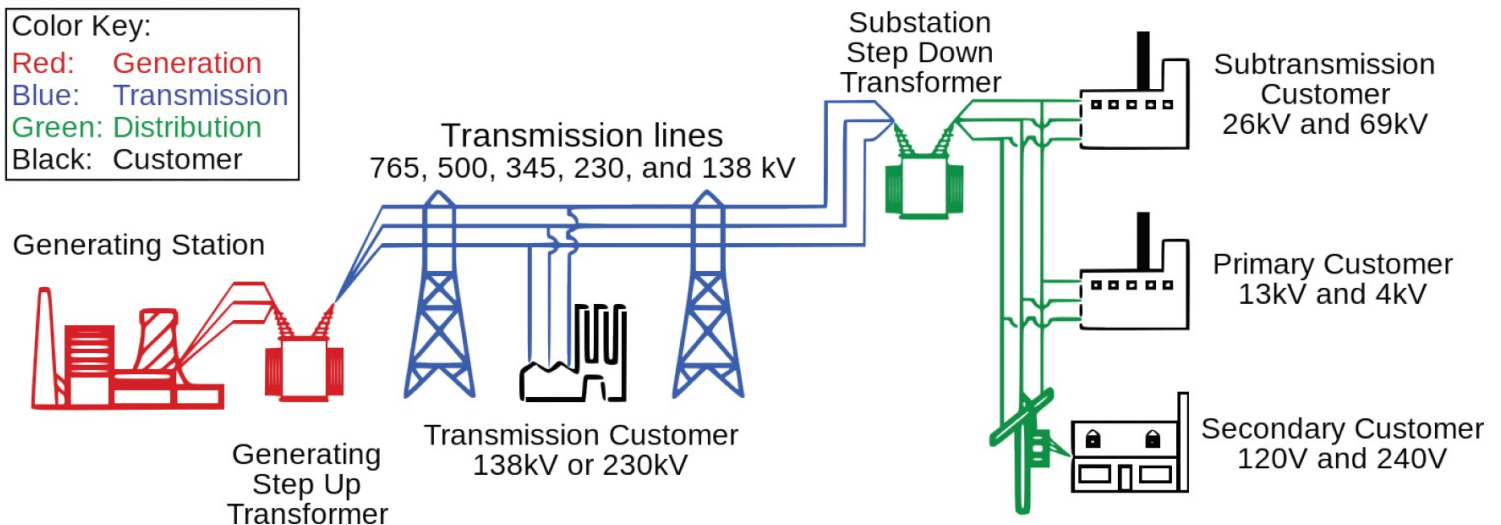 Color Key:
Red: Generation
Blue: Transmission
Green: Distribution
Black: Customer
Generating Station
Generating
Step Up
Transformer
Transmission lines
765, 500, 345, 230, and 138 kV
Transmission Customer
138kV or 230kV
Substation
Step Down
Transformer
Subtransmission
Customer
26kV and 69kV
Primary Customer
13kV and 4kV
Secondary Customer
120V and 240V